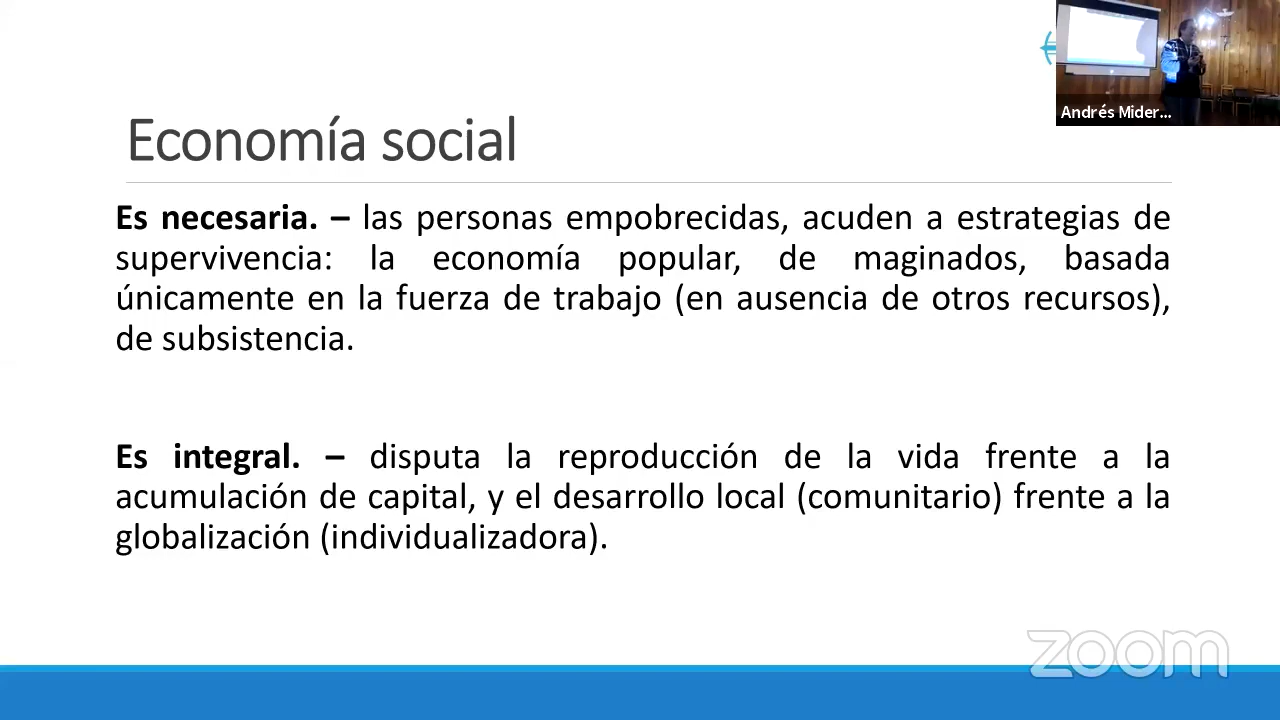 Andrés Mider...
Economía social
Es necesaria. – las personas empobrecidas, acuden a estrategias de
supervivencia: la economía popular, de maginados, basada
únicamente en la fuerza de trabajo (en ausencia de otros recursos),
de subsistencia.
Es integral. – disputa la reproducción de la vida frente a la
acumulación de capital, y el desarrollo local (comunitario) frente a la
globalización (individualizadora).
zoom